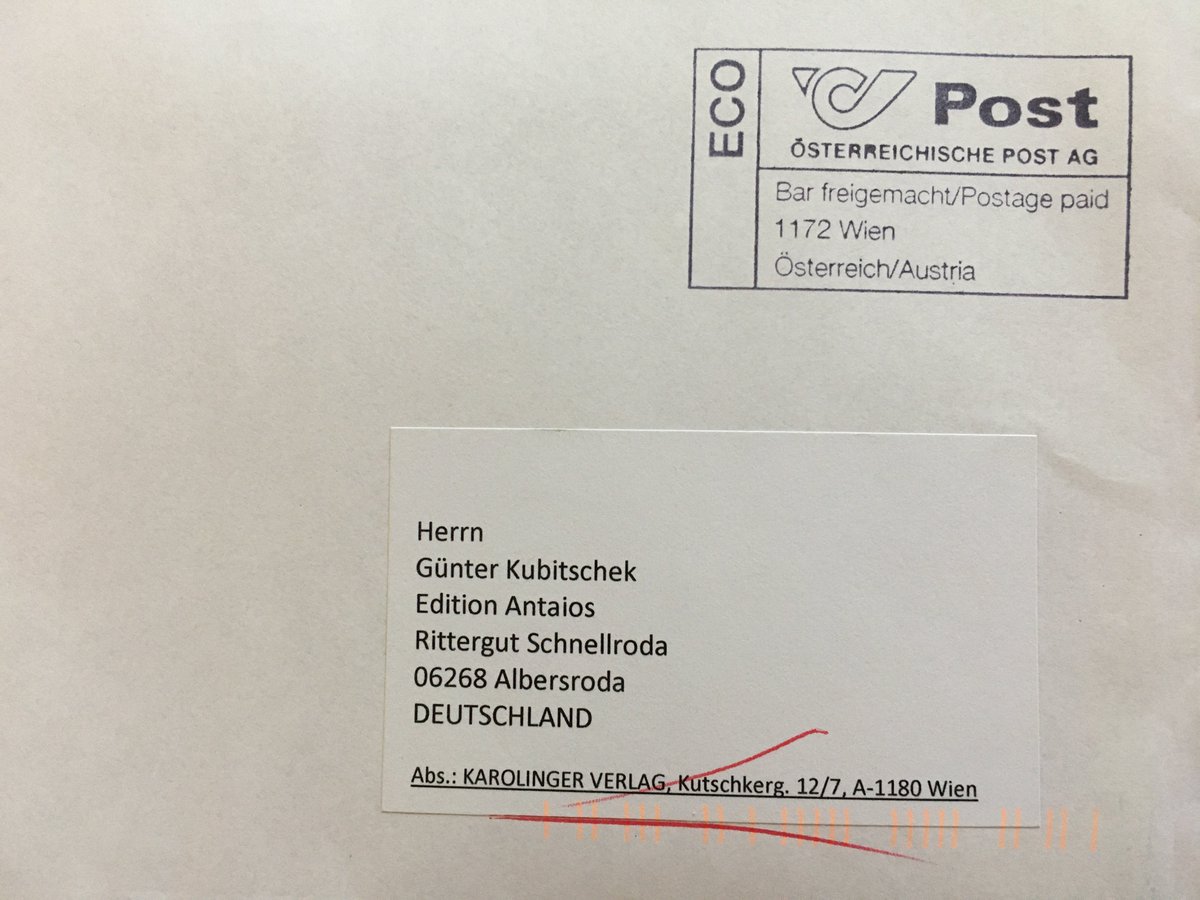 ECO
Post
ÖSTERREICHISCHE POST AG
Bar freigemacht/Postage paid
1172 Wien
Österreich/Austria
Herrn
Günter Kubitschek
Edition Antaios
Rittergut Schnellroda
06268 Albersroda
DEUTSCHLAND
Abs.: KAROLINGER VERLAG, Kutschkerg. 12/7, A-1180 Wien